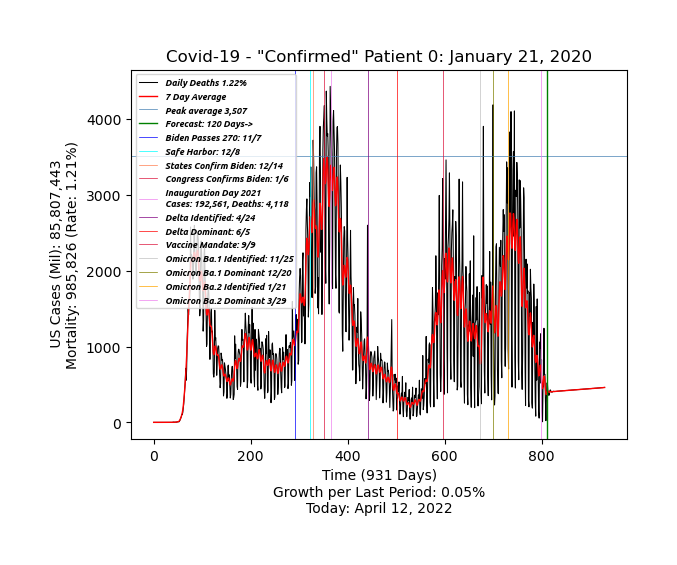 Covid-19 - "Confirmed" Patient 0: January 21, 2020
Daily Deaths 1.22%
7 Day Average
Peak average 3,507
Forecast: 120 Days->
Biden Passes 270: 11/7
Safe Harbor: 12/8
States Confirm Biden: 12/14
Congress Confirms Biden: 1/6
Inauguration Day 2021
Cases: 192,561, Deaths: 4,118
Delta Identified: 4/24
Delta Dominant: 6/5
Vaccine Mandate: 9/9
Omicron Ba.1 Identified: 11/25
Omicron Ba.1 Dominant 12/20
Omicron Ba.2 Identified 1/21
Omicron Ba.2 Dominant 3/29
US Cases (Mil): 85,807,443
Mortality: 985,826 (Rate: 1.21%)
4000
3000
2000
1000
0
0 200 400 600 800
Time (931 Days)
Growth per Last Period: 0.05%
Today: April 12, 2022